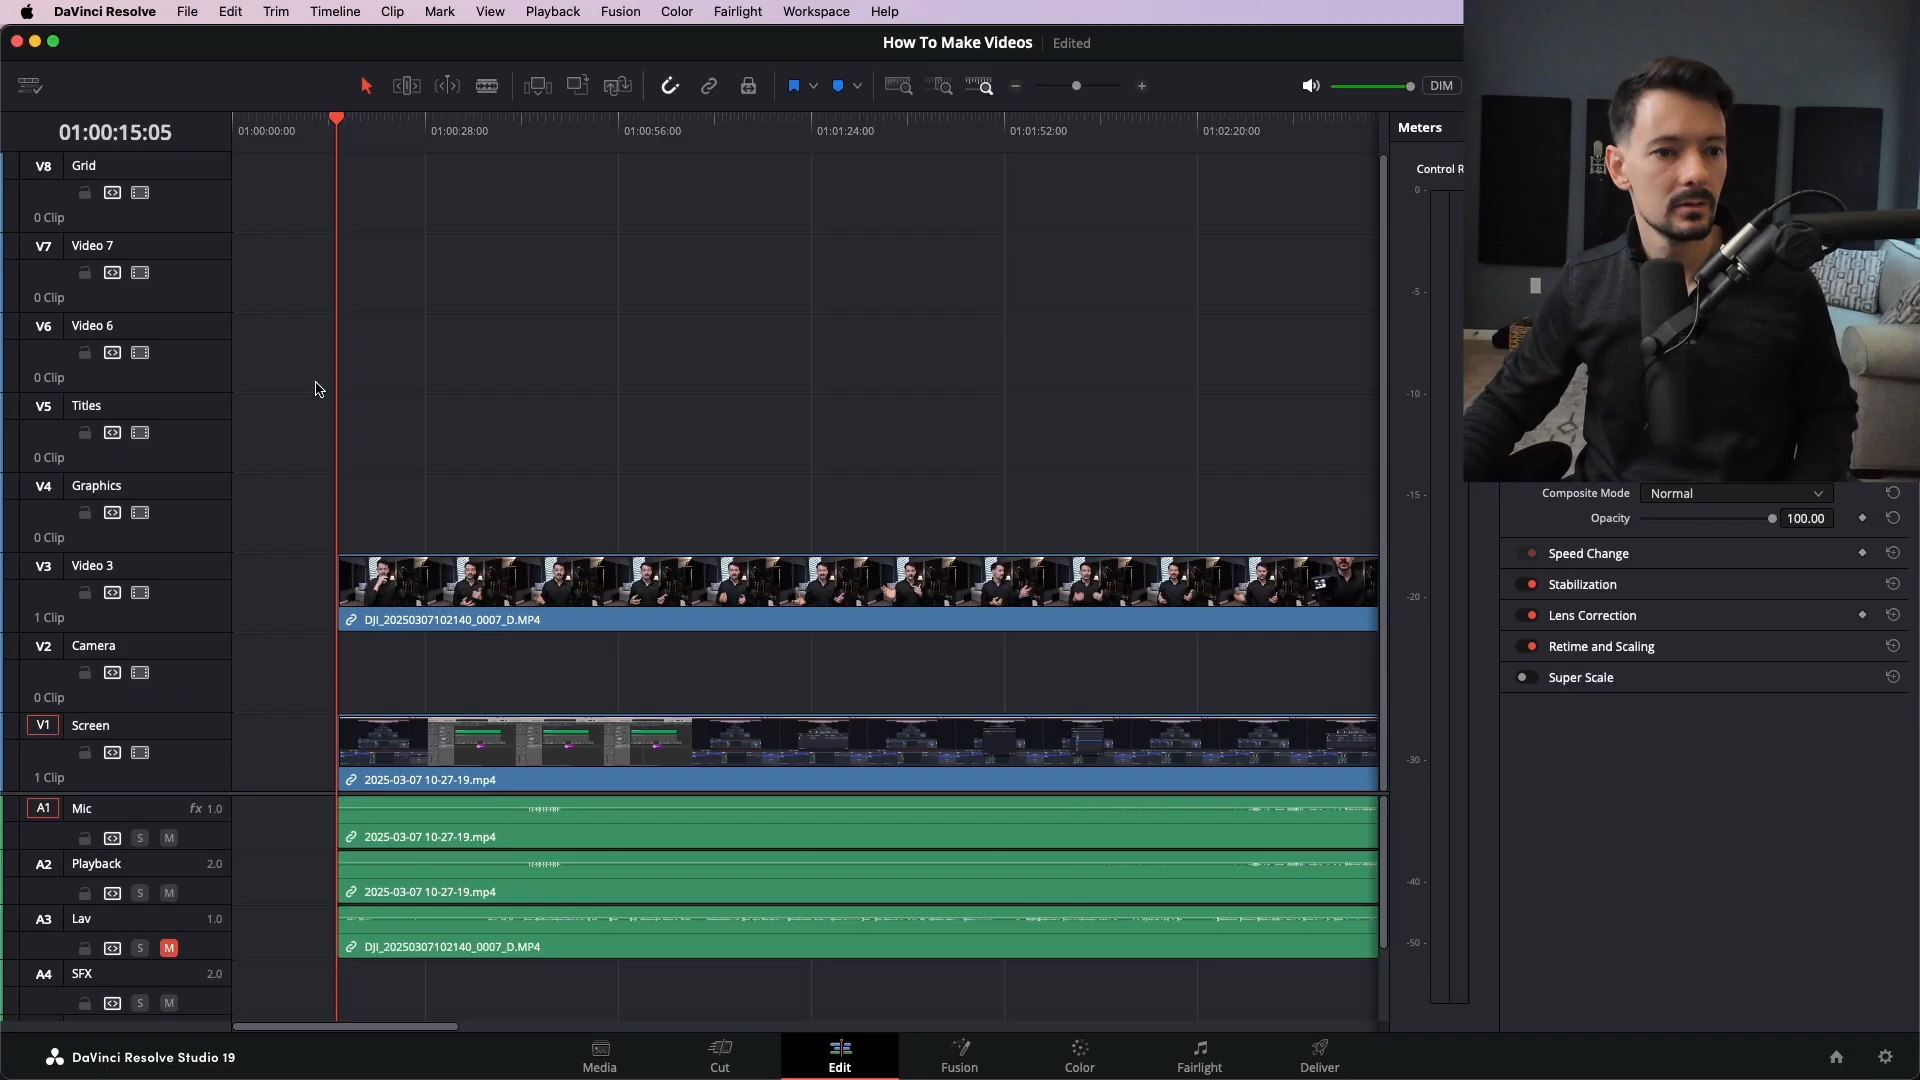 DaVinci Resolve File Edit Trim Timeline Clip Mark View Playback Fusion Color Fairlight Workspace Help
How To Make Videos Edited
DIM
01:00:15:05
01:00:00:00 01:00:28:00 01:00:56:00 01:01:24:00 01:01:52:00 01:02:20:00
Meters
Control R
0 -
-5 -
-10 -
-15 -
-20 -
-30 -
-40 -
-50 -
V8 Grid
0 Clip
V7 Video 7
0 Clip
V6 Video 6
0 Clip
V5 Titles
0 Clip
V4 Graphics
0 Clip
V3 Video 3
1 Clip
DJI_20250307102140_0007_D.MP4
V2 Camera
0 Clip
V1 Screen
1 Clip
2025-03-07 10-27-19.mp4
A1 Mic fx 1.0
S M
2025-03-07 10-27-19.mp4
A2 Playback 2.0
S M
2025-03-07 10-27-19.mp4
A3 Lav 1.0
S M
DJI_20250307102140_0007_D.MP4
A4 SFX 2.0
S M
Composite Mode Normal
Opacity 100.00
Speed Change
Stabilization
Lens Correction
Retime and Scaling
Super Scale
DaVinci Resolve Studio 19
Media Cut Edit Fusion Color Fairlight Deliver